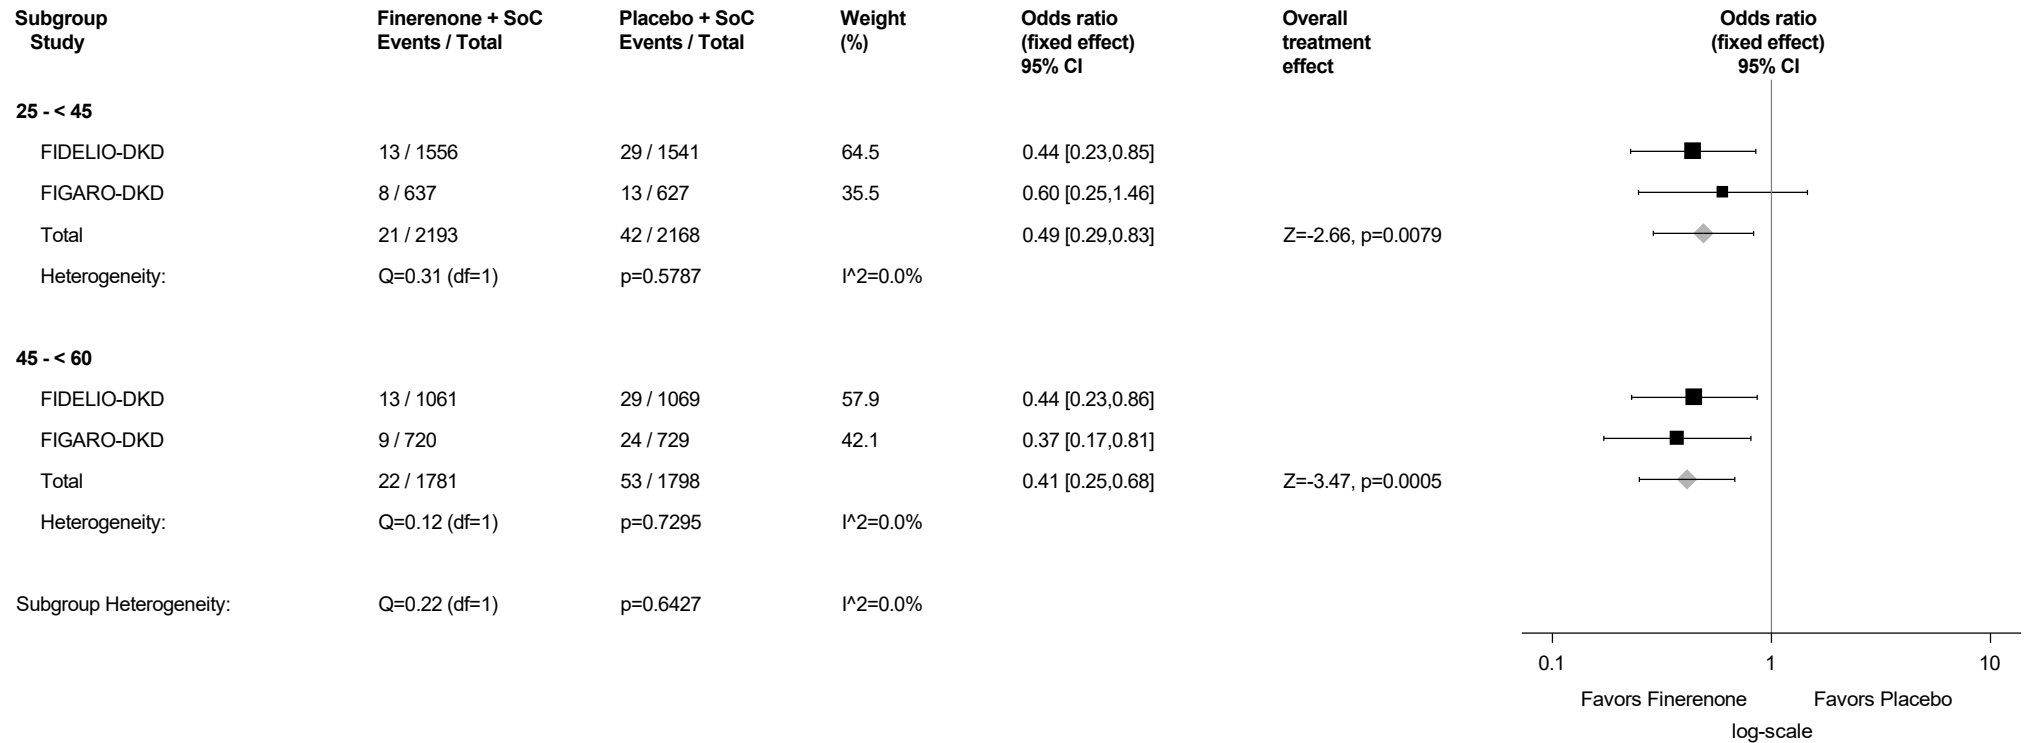 Subgroup Finerenone + SoC Placebo + SoC Weight Odds ratio Overall Odds ratio
Study Events / Total Events / Total (%) (fixed effect) treatment (fixed effect)
95% CI effect 95% CI
25 - < 45
FIDELIO-DKD 13 / 1556 29 / 1541 64.5 0.44 [0.23,0.85]
FIGARO-DKD 8 / 637 13 / 627 35.5 0.60 [0.25,1.46]
Total 21 / 2193 42 / 2168 0.49 [0.29,0.83] Z=-2.66, p=0.0079
Heterogeneity: Q=0.31 (df=1) p=0.5787 I^2=0.0%
45 - < 60
FIDELIO-DKD 13 / 1061 29 / 1069 57.9 0.44 [0.23,0.86]
FIGARO-DKD 9 / 720 24 / 729 42.1 0.37 [0.17,0.81]
Total 22 / 1781 53 / 1798 0.41 [0.25,0.68] Z=-3.47, p=0.0005
Heterogeneity: Q=0.12 (df=1) p=0.7295 I^2=0.0%
Subgroup Heterogeneity: Q=0.22 (df=1) p=0.6427 I^2=0.0%
0.1 1 10
Favors Finerenone Favors Placebo
log-scale